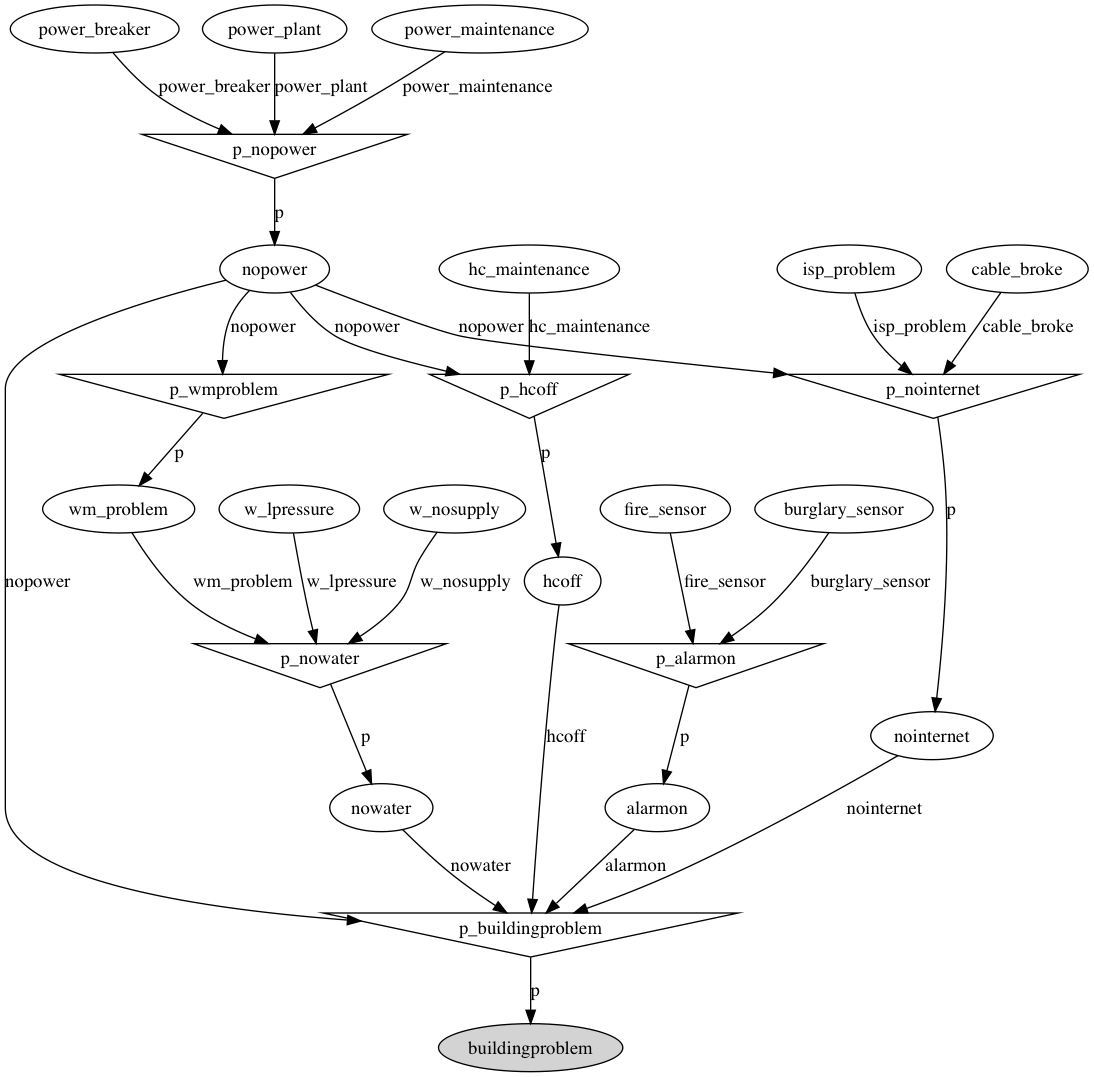 power_breaker
power_plant
power_maintenance
power_breaker
power_plant
power_maintenance
p_nopower
p
nopower
hc_maintenance
isp_problem
cable_broke
nopower
nopower
nopower
hc_maintenance
isp_problem
cable_broke
p_wmproblem
p_hcoff
p_nointernet
p
p
wm_problem
w_lpressure
w_nosupply
fire_sensor
burglary_sensor
p
nopower
wm_problem
w_lpressure
w_nosupply
hcoff
fire_sensor
burglary_sensor
p_nowater
p_alarmon
p
hcoff
p
nointernet
nowater
alarmon
nointernet
nowater
alarmon
p_buildingproblem
p
buildingproblem